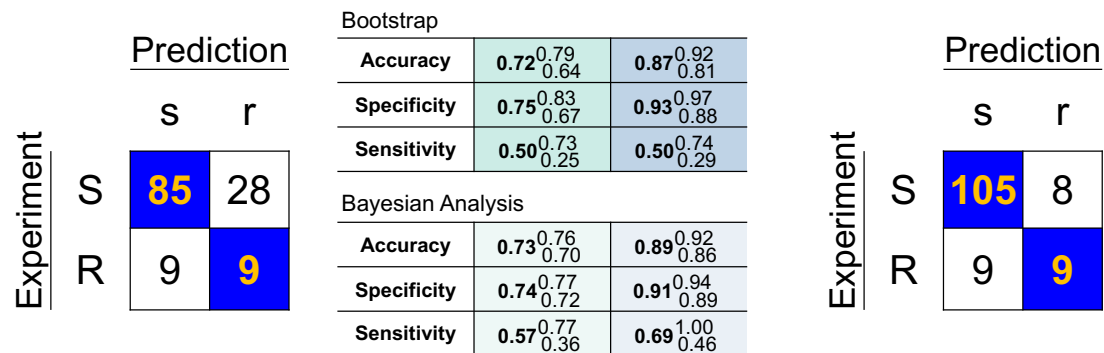 Prediction
s r
Experiment
S 85 28
R 9 9
Bootstrap
Accuracy 0.72 0.79 0.64 0.87 0.92 0.81
Specificity 0.75 0.83 0.67 0.93 0.97 0.88
Sensitivity 0.50 0.73 0.25 0.50 0.74 0.29
Bayesian Analysis
Accuracy 0.73 0.76 0.70 0.89 0.92 0.86
Specificity 0.74 0.77 0.72 0.91 0.94 0.89
Sensitivity 0.57 0.77 0.36 0.69 1.00 0.46
Prediction
s r
Experiment
S 105 8
R 9 9